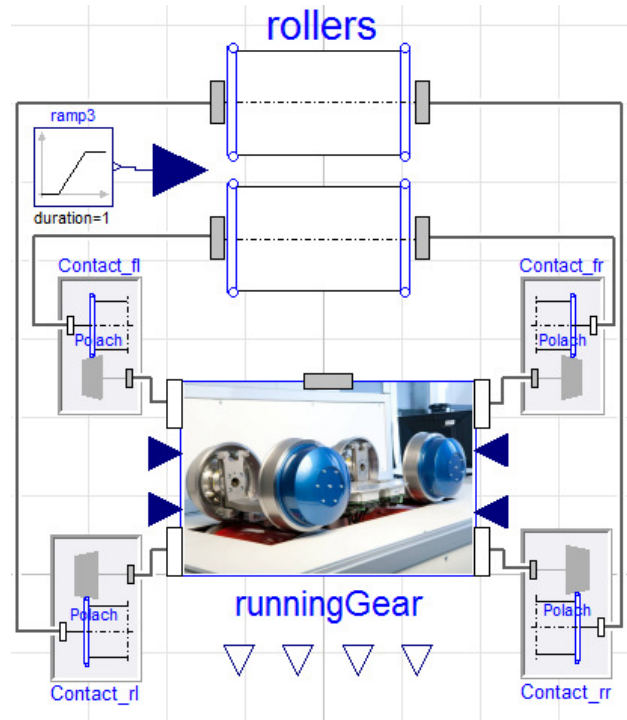 rollers
ramp3
duration=1
Contact_fl
Contact_fr
Polach
Polach
runningGear
Polach
Polach
Contact_rl
Contact_rr